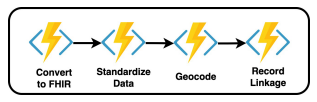 Convert
to FHIR
Standardize
Data
Geocode
Record
Linkage